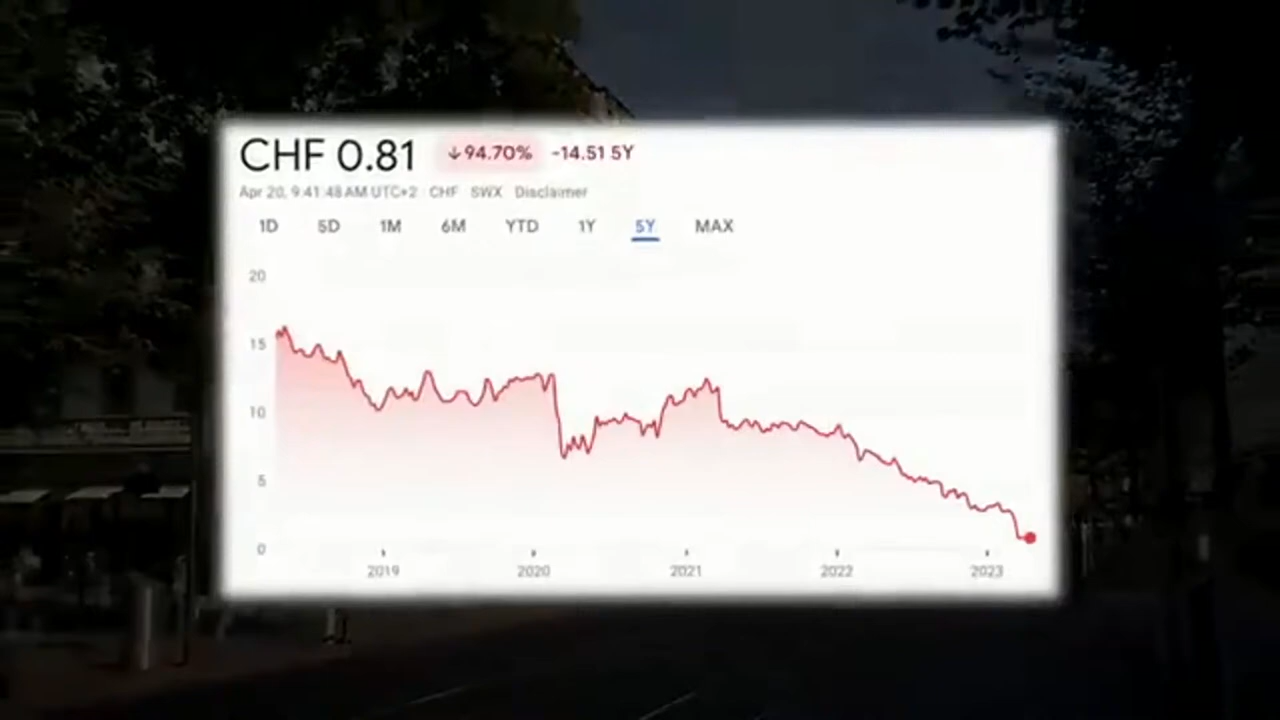 CHF 0.81 ↓94.70% -14.51 5Y
Apr 20, 9:41:48 AM UTC+2 · CHF · SWX · Disclaimer
1D 5D 1M 6M YTD 1Y 5Y MAX
20
15
10
5
0
2019 2020 2021 2022 2023